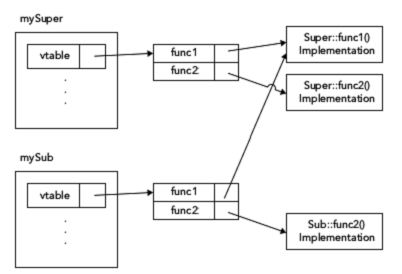 mySuper
vtable
func1
func2
Super::func1()
Implementation
Super::func2()
Implementation
mySub
vtable
func1
func2
Sub::func2()
Implementation